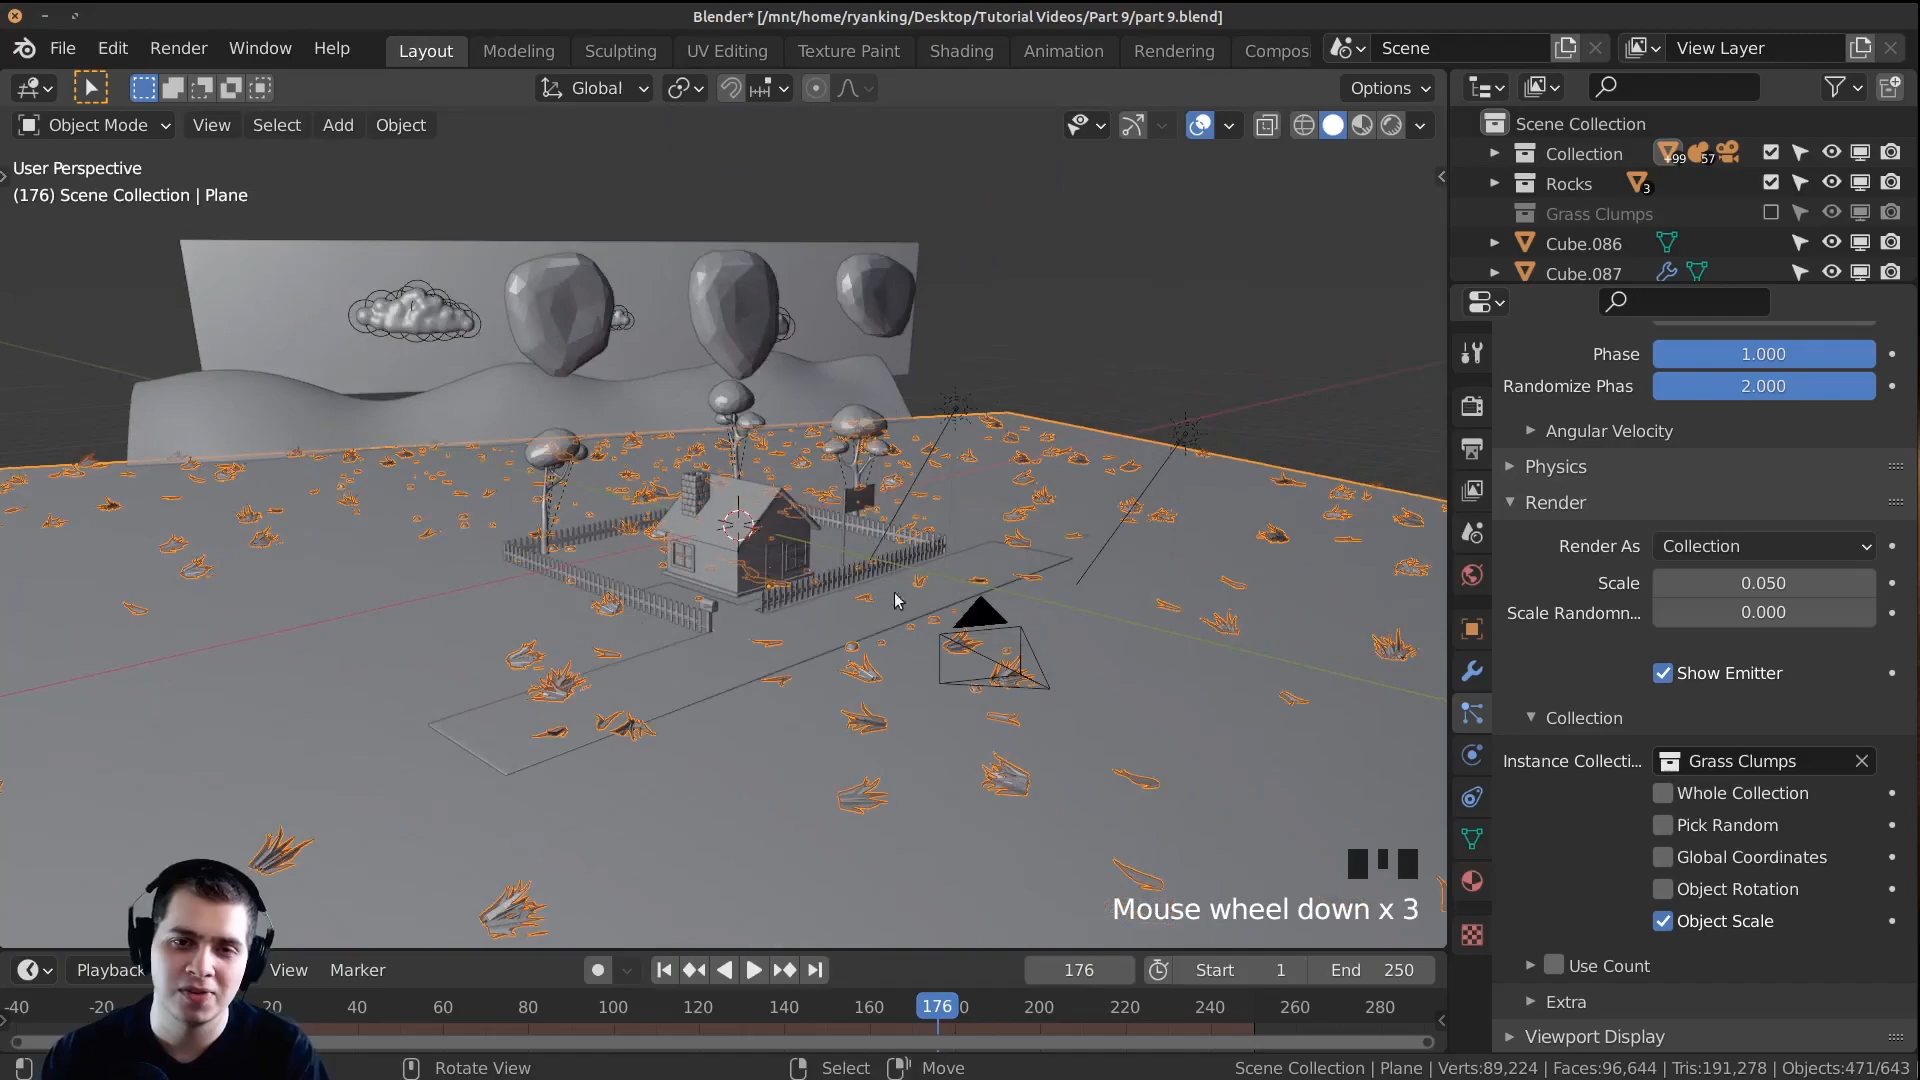 Blender* [/mnt/home/ryanking/Desktop/Tutorial Videos/Part 9/part 9.blend]
File Edit Render Window Help Layout Modeling Sculpting UV Editing Texture Paint Shading Animation Rendering Compos Scene View Layer
Global Options
Object Mode View Select Add Object
User Perspective
(176) Scene Collection | Plane
Scene Collection
Collection +99 57
Rocks 3
Grass Clumps
Cube.086
Cube.087
Phase 1.000
Randomize Phas 2.000
Angular Velocity
Physics
Render
Render As Collection
Scale 0.050
Scale Randomn... 0.000
Show Emitter
Collection
Instance Collecti... Grass Clumps
Whole Collection
Pick Random
Global Coordinates
Object Rotation
Object Scale
Use Count
Extra
Viewport Display
Mouse wheel down x 3
Playback View Marker 176 Start 1 End 250
-40 -20 20 40 60 80 100 120 140 160 176 0 200 220 240 260 280
Rotate View Select Move Scene Collection | Plane | Verts:89,224 | Faces:96,644 | Tris:191,278 | Objects:471/643